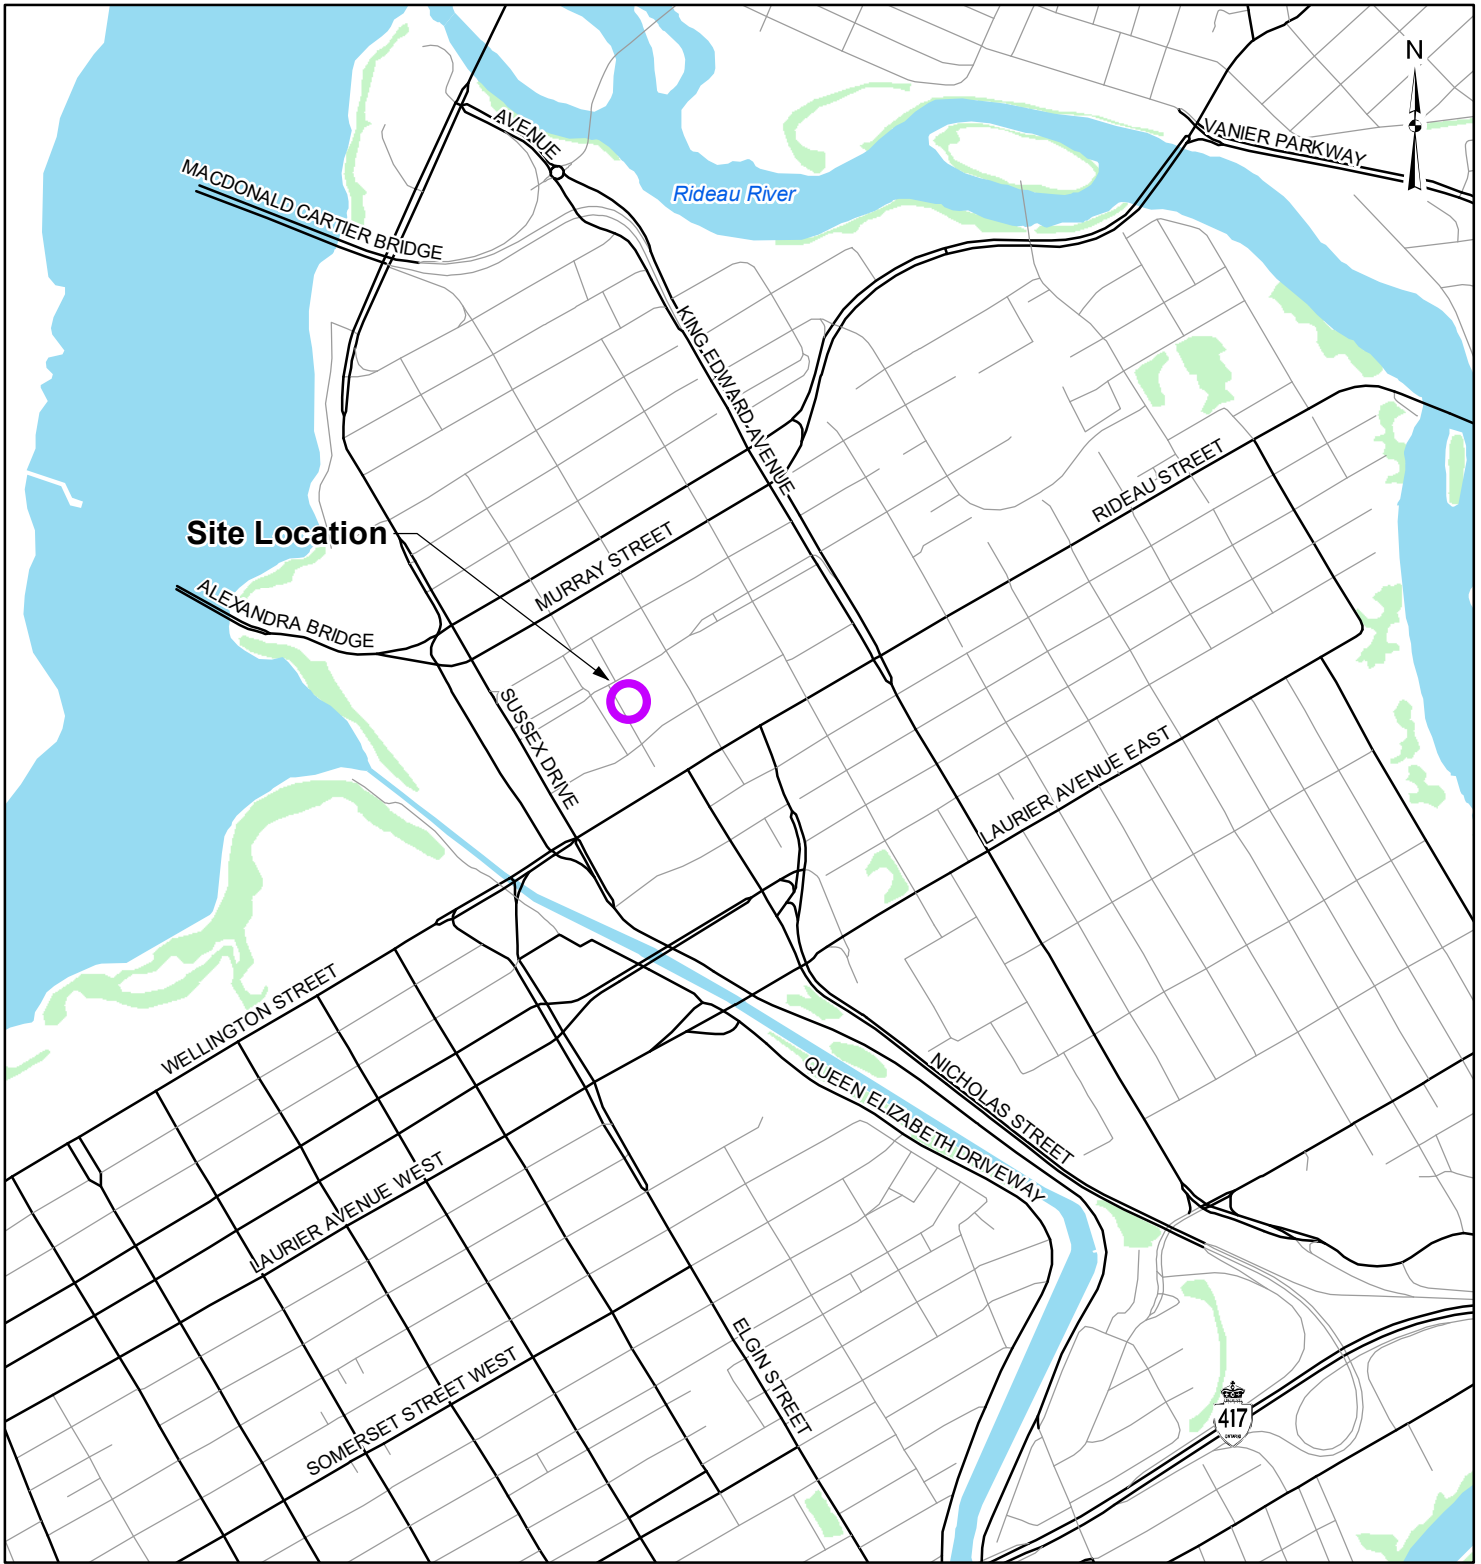 N
AVENUE
VANIER PARKWAY
MACDONALD CARTIER BRIDGE
Rideau River
KING EDWARD AVENUE
RIDEAU STREET
Site Location
MURRAY STREET
ALEXANDRA BRIDGE
SUSSEX DRIVE
LAURIER AVENUE EAST
WELLINGTON STREET
NICHOLAS STREET
QUEEN ELIZABETH DRIVEWAY
LAURIER AVENUE WEST
ELGIN STREET
SOMERSET STREET WEST
417
ONTARIO